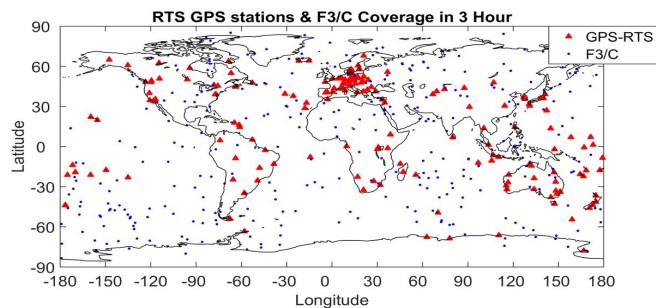 RTS GPS stations & F3/C Coverage in 3 Hour
GPS-RTS
F3/C
90
60
30
0
-30
-60
-90
Latitude
-180 -150 -120 -90 -60 -30 0 30 60 90 120 150 180
Longitude